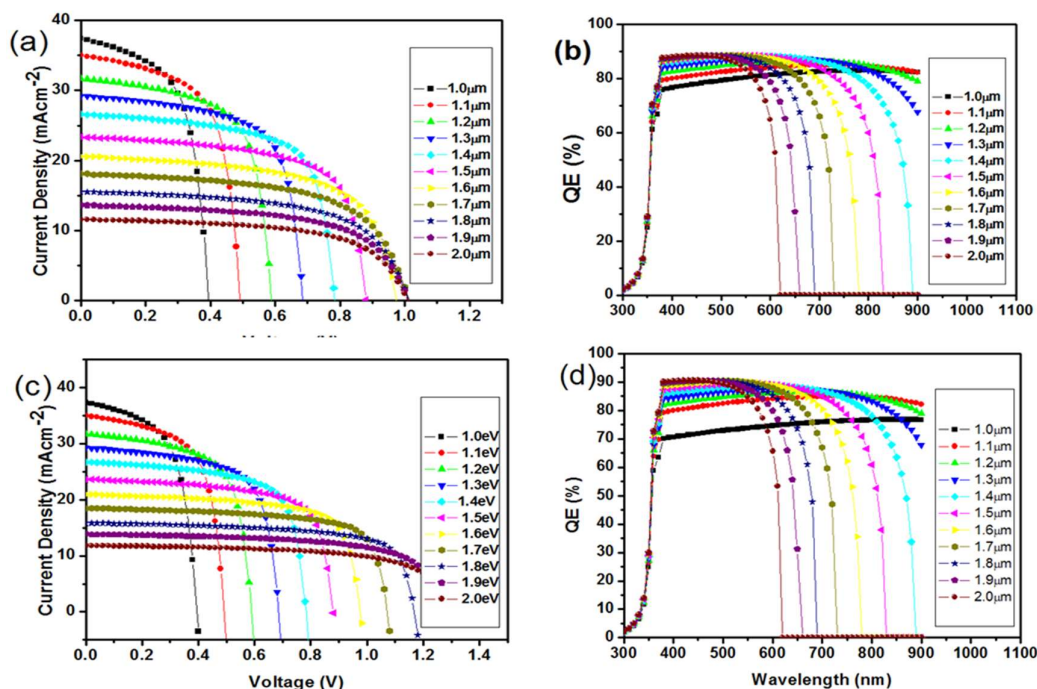 (a)
40
30
20
10
0
Current Density (mAcm-2)
0.0 0.2 0.4 0.6 0.8 1.0 1.2
1.0µm
1.1µm
1.2µm
1.3µm
1.4µm
1.5µm
1.6µm
1.7µm
1.8µm
1.9µm
2.0µm
(b)
100
80
60
40
20
0
QE (%)
300 400 500 600 700 800 900 1000 1100
1.0µm
1.1µm
1.2µm
1.3µm
1.4µm
1.5µm
1.6µm
1.7µm
1.8µm
1.9µm
2.0µm
(c)
40
30
20
10
0
Current Density (mAcm-2)
0.0 0.2 0.4 0.6 0.8 1.0 1.2 1.4
Voltage (V)
1.0eV
1.1eV
1.2eV
1.3eV
1.4eV
1.5eV
1.6eV
1.7eV
1.8eV
1.9eV
2.0eV
(d)
100
90
80
70
60
50
40
30
20
10
0
QE (%)
300 400 500 600 700 800 900 1000 1100
Wavelength (nm)
1.0µm
1.1µm
1.2µm
1.3µm
1.4µm
1.5µm
1.6µm
1.7µm
1.8µm
1.9µm
2.0µm